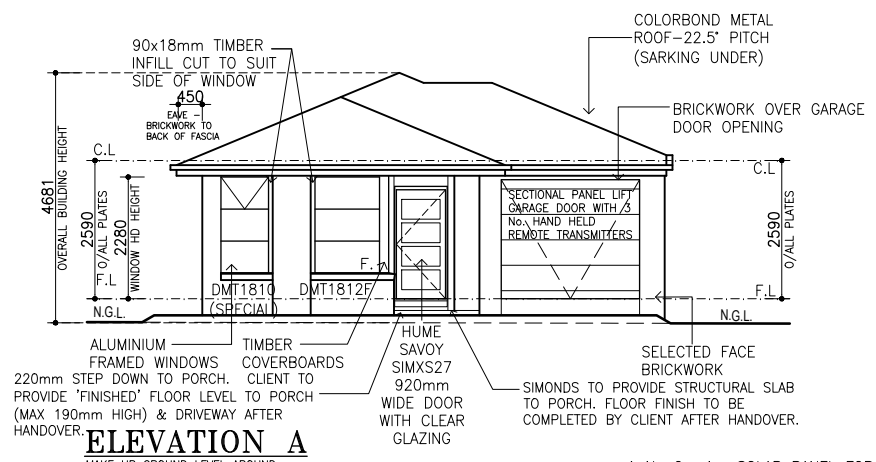 COLORBOND METAL
ROOF-22.5° PITCH
(SARKING UNDER)
90x18mm TIMBER
INFILL CUT TO SUIT
SIDE OF WINDOW
450
EAVE -
BRICKWORK TO
BACK OF FASCIA
BRICKWORK OVER GARAGE
DOOR OPENING
C.L
C.L
4681
OVERALL BUILDING HEIGHT
2590
O/ALL PLATES
2280
WINDOW HD HEIGHT
2590
O/ALL PLATES
SECTIONAL PANEL LIFT
GARAGE DOOR WITH 3
No. HAND HELD
REMOTE TRANSMITTERS
F.
F.L
F.L
DMT1810
(SPECIAL)
DMT1812F
N.G.L.
N.G.L.
ALUMINIUM
FRAMED WINDOWS
TIMBER
COVERBOARDS
HUME
SAVOY
SIMXS27
920mm
WIDE DOOR
WITH CLEAR
GLAZING
SELECTED FACE
BRICKWORK
220mm STEP DOWN TO PORCH. CLIENT TO
PROVIDE 'FINISHED' FLOOR LEVEL TO PORCH
(MAX 190mm HIGH) & DRIVEWAY AFTER
HANDOVER.
SIMONDS TO PROVIDE STRUCTURAL SLAB
TO PORCH. FLOOR FINISH TO BE
COMPLETED BY CLIENT AFTER HANDOVER.
ELEVATION A